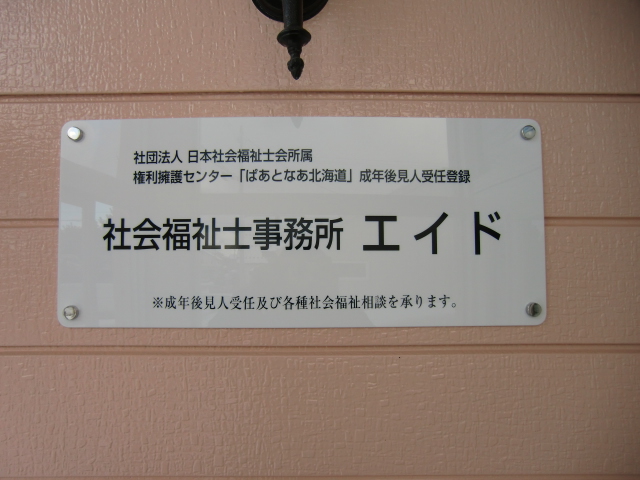 社団法人 日本社会福祉士会所属
権利擁護センター「ぱあとなあ北海道」成年後見人受任登録
社会福祉士事務所 エイド
※成年後見人受任及び各種社会福祉相談を承ります。